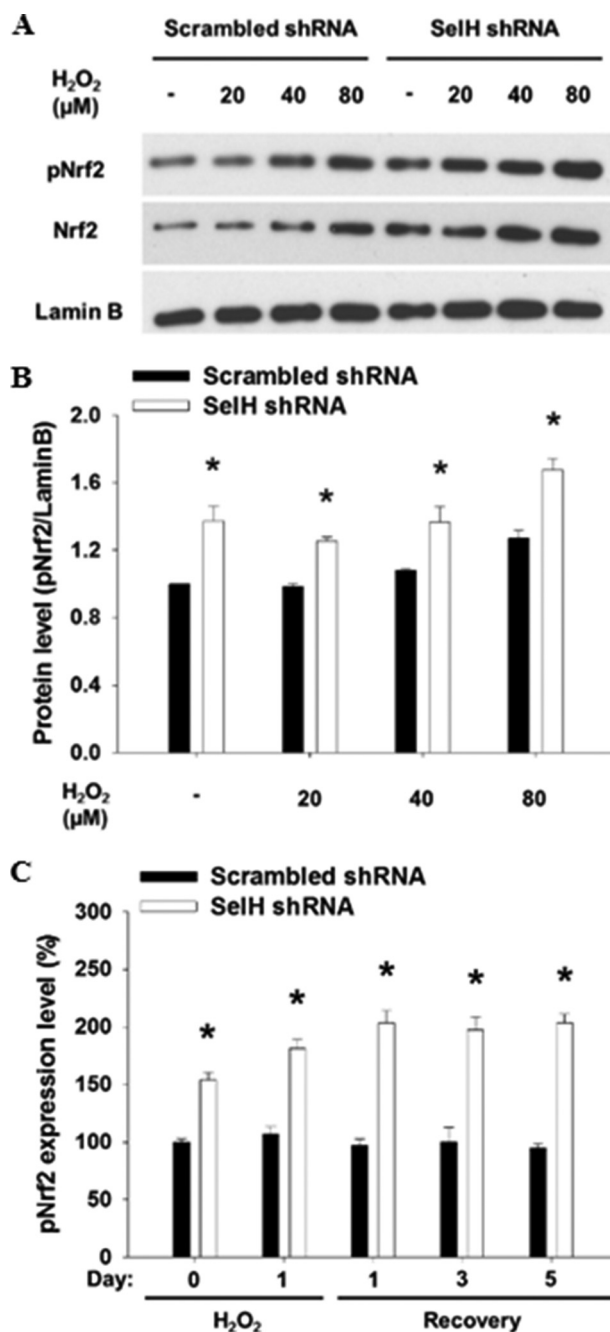 A
Scrambled shRNA SelH shRNA
H₂O₂ (μM) - 20 40 80 - 20 40 80
pNrf2
Nrf2
Lamin B
B
Scrambled shRNA
SelH shRNA
Protein level (pNrf2/LaminB)
2.0
1.6
1.2
0.8
0.4
0.0
* * * *
H₂O₂ (μM) - 20 40 80
C
Scrambled shRNA
SelH shRNA
pNrf2 expression level (%)
300
250
200
150
100
50
0
* * * * *
Day: 0 1 1 3 5
H₂O₂ Recovery